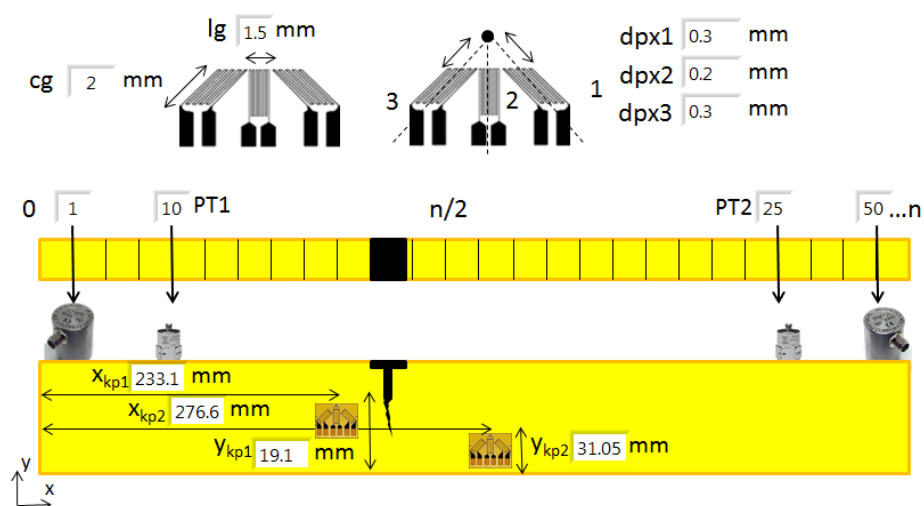 lg 1.5 mm
cg 2 mm
3 2 1
dpx1 0.3 mm
dpx2 0.2 mm
dpx3 0.3 mm
0 1 10 PT1 n/2 PT2 25 50 ...n
xkp1 233.1 mm
xkp2 276.6 mm
ykp1 19.1 mm
ykp2 31.05 mm
y
x